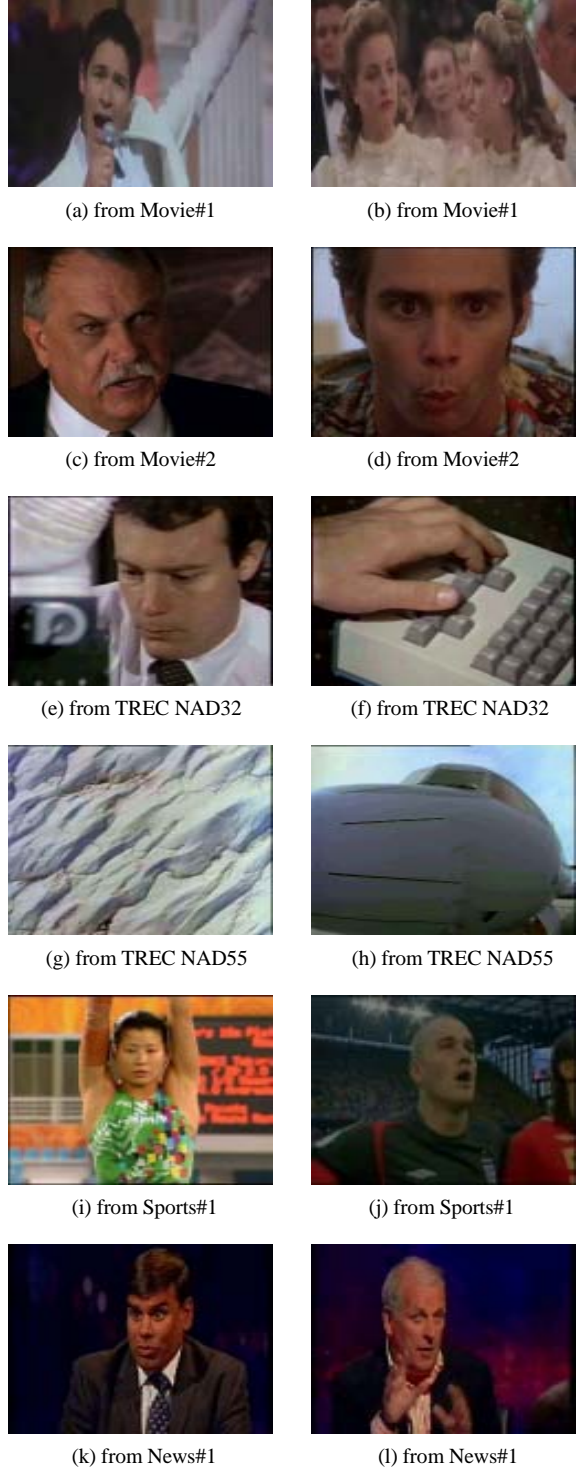 (a) from Movie#1
(b) from Movie#1
(c) from Movie#2
(d) from Movie#2
(e) from TREC NAD32
(f) from TREC NAD32
(g) from TREC NAD55
(h) from TREC NAD55
(i) from Sports#1
(j) from Sports#1
(k) from News#1
(l) from News#1